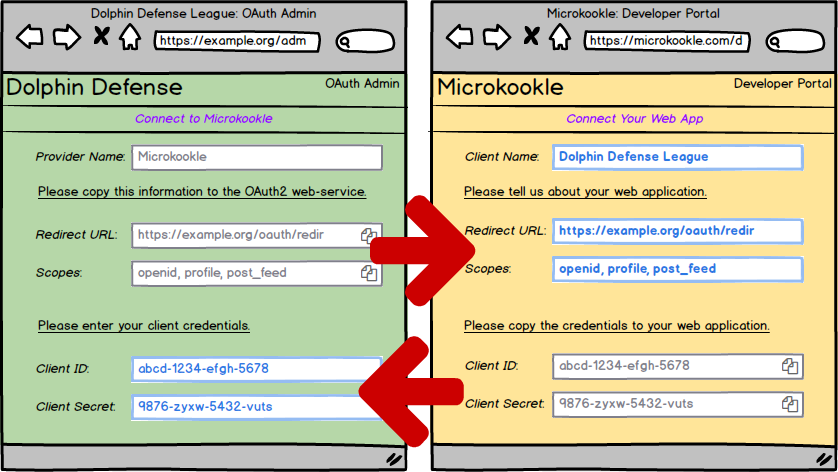 Dolphin Defense League: OAuth Admin
https://example.org/adm
Dolphin Defense
OAuth Admin
Connect to Microkookle
Provider Name: Microkookle
Please copy this information to the OAuth2 web-service.
Redirect URL: https://example.org/oauth/redir
Scopes: openid, profile, post_feed
Please enter your client credentials.
Client ID: abcd-1234-efgh-5678
Client Secret: 9876-zyxw-5432-vuts
Microkookle: Developer Portal
https://microkookle.com/d
Microkookle
Developer Portal
Connect Your Web App
Client Name: Dolphin Defense League
Please tell us about your web application.
Redirect URL: https://example.org/oauth/redir
Scopes: openid, profile, post_feed
Please copy the credentials to your web application.
Client ID: abcd-1234-efgh-5678
Client Secret: 9876-zyxw-5432-vuts